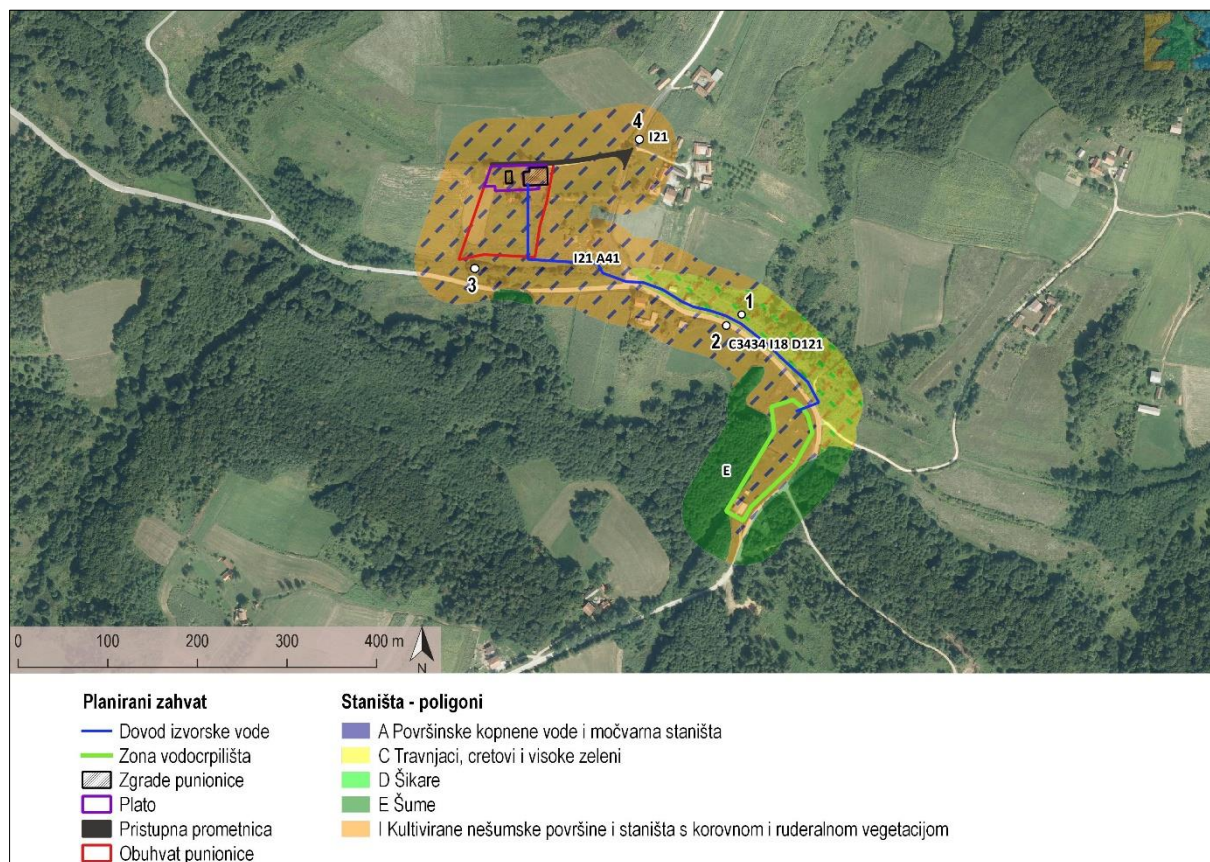 4
I21
I21 A41
3
1
2
C3434 I18 D121
E
0 100 200 300 400 m
N
Planirani zahvat
Dovod izvorske vode
Zona vodocrpilišta
Zgrade punionice
Plato
Pristupna prometnica
Obuhvat punionice
Staništa - poligoni
A Površinske kopnene vode i močvarna staništa
C Travnjaci, cretovi i visoke zeleni
D Šikare
E Šume
I Kultivirane nešumske površine i staništa s korovnom i ruderalnom vegetacijom